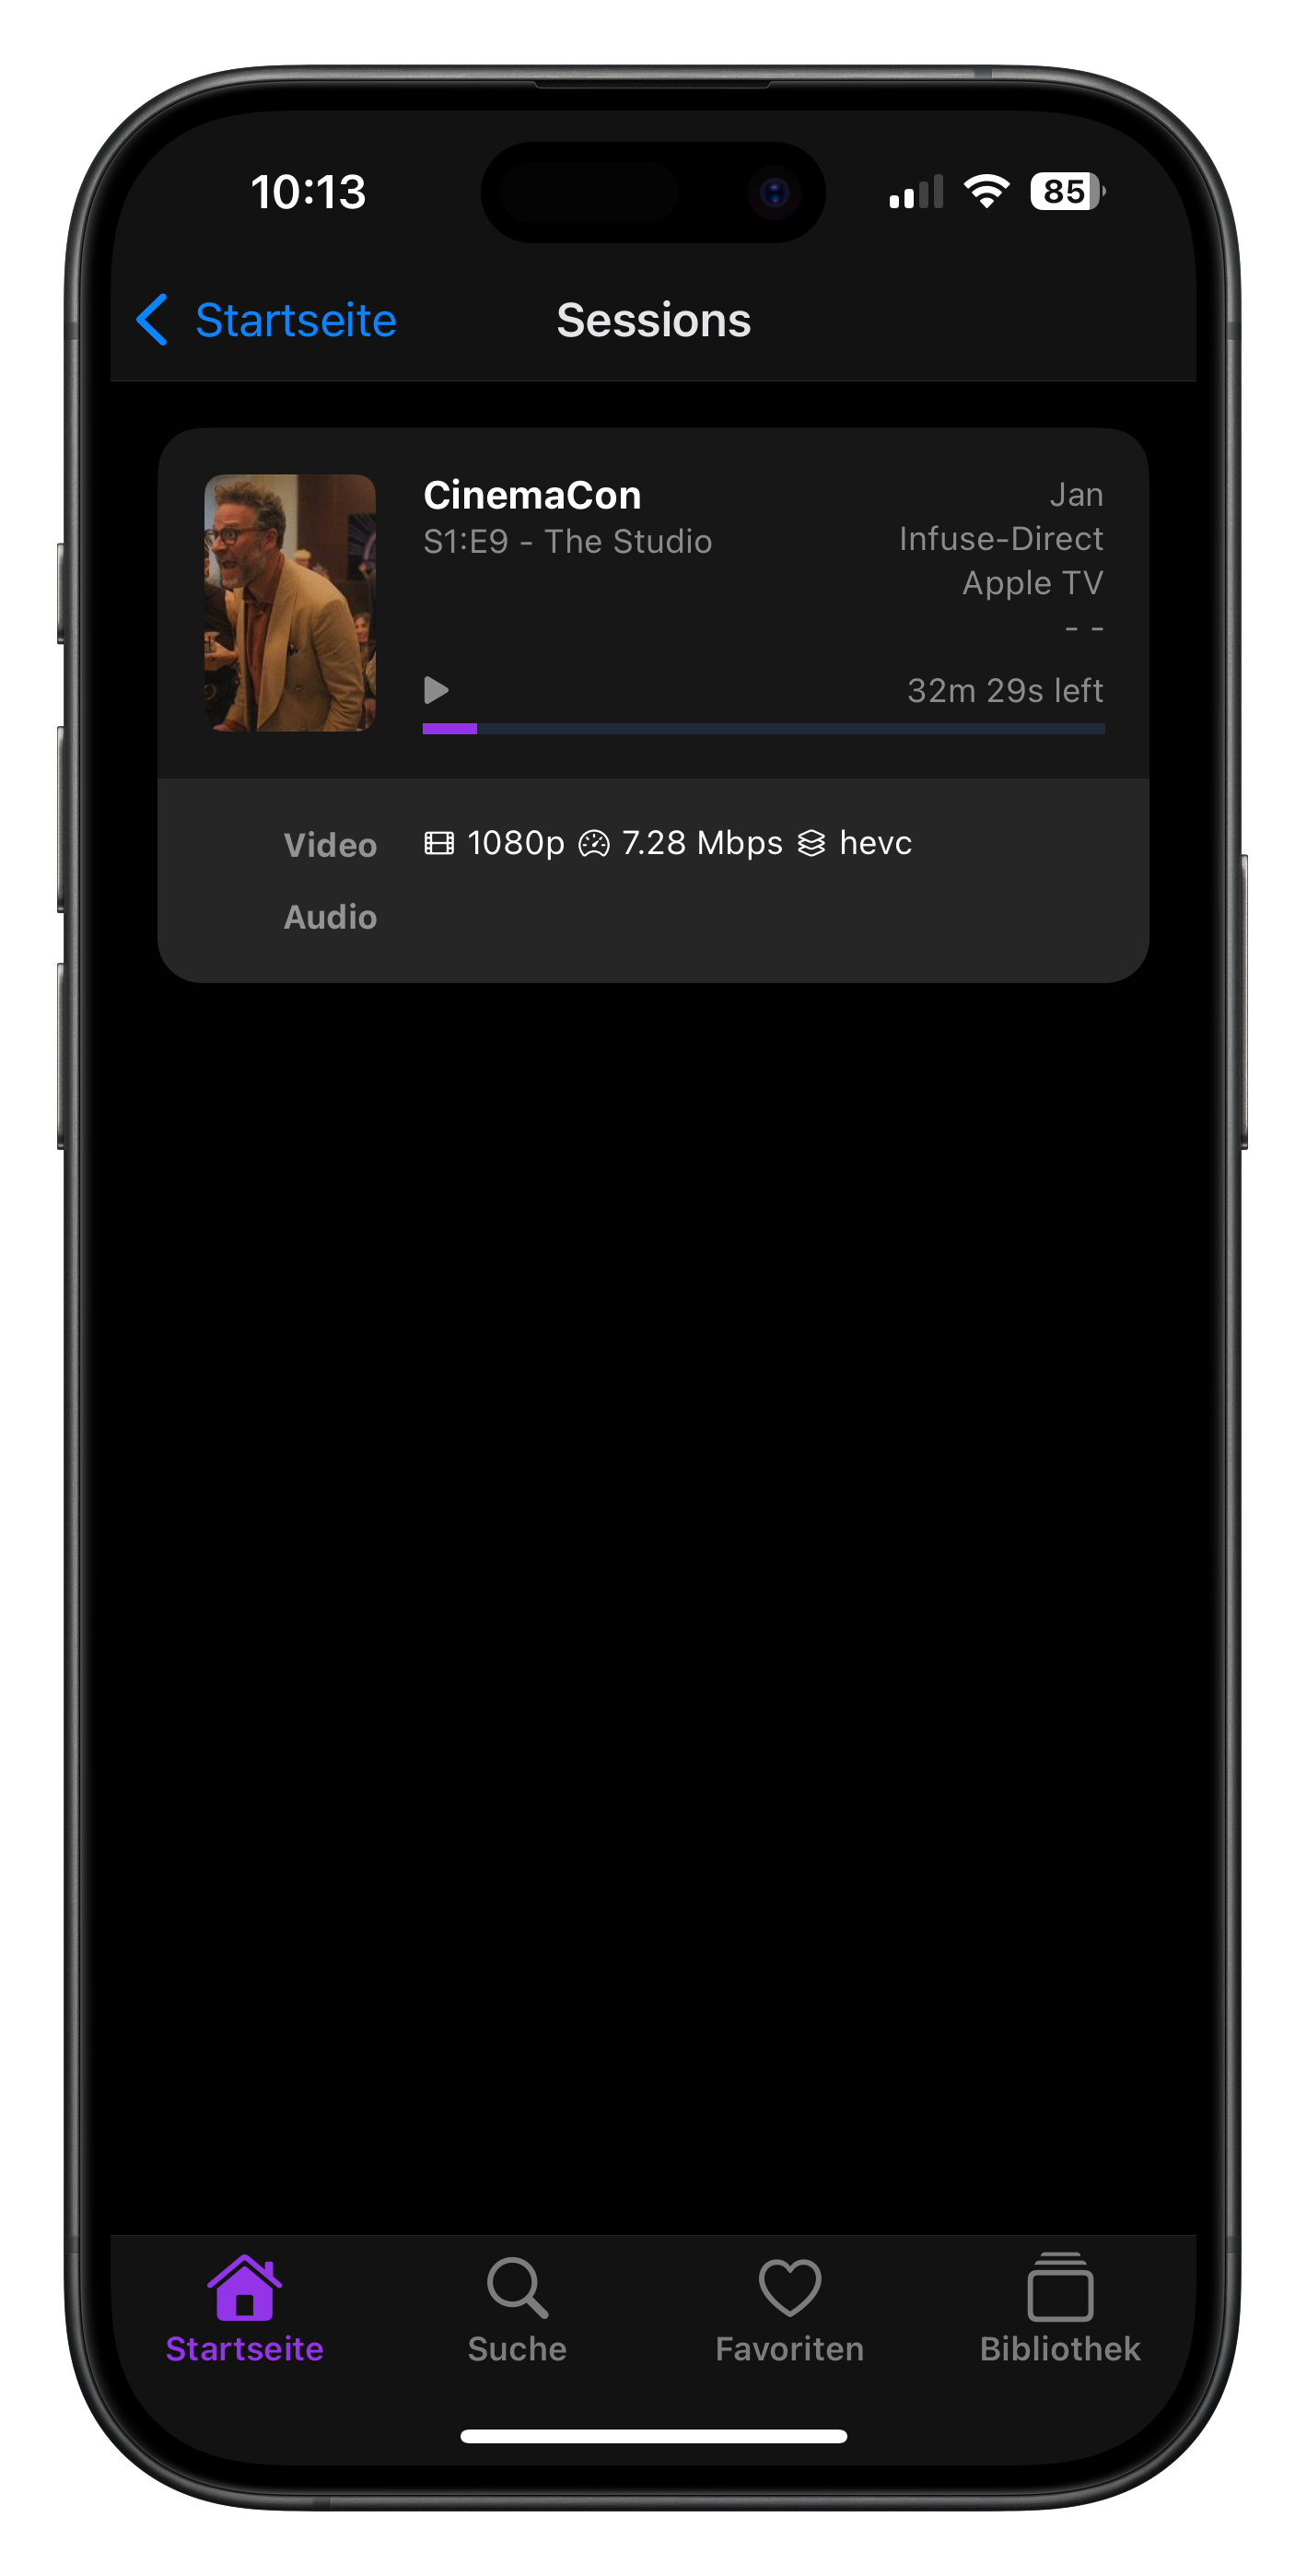 10:13
85
Startseite
Sessions
CinemaCon
S1:E9 - The Studio
Jan
Infuse-Direct
Apple TV
- -
32m 29s left
Video 1080p 7.28 Mbps hevc
Audio
Startseite Suche Favoriten Bibliothek